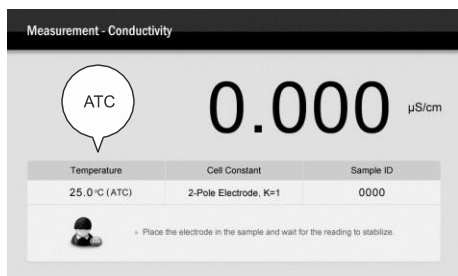 Measurement - Conductivity
ATC
0.000 µS/cm
Temperature Cell Constant Sample ID
25.0 ºC (ATC) 2-Pole Electrode, K=1 0000
Place the electrode in the sample and wait for the reading to stabilize.